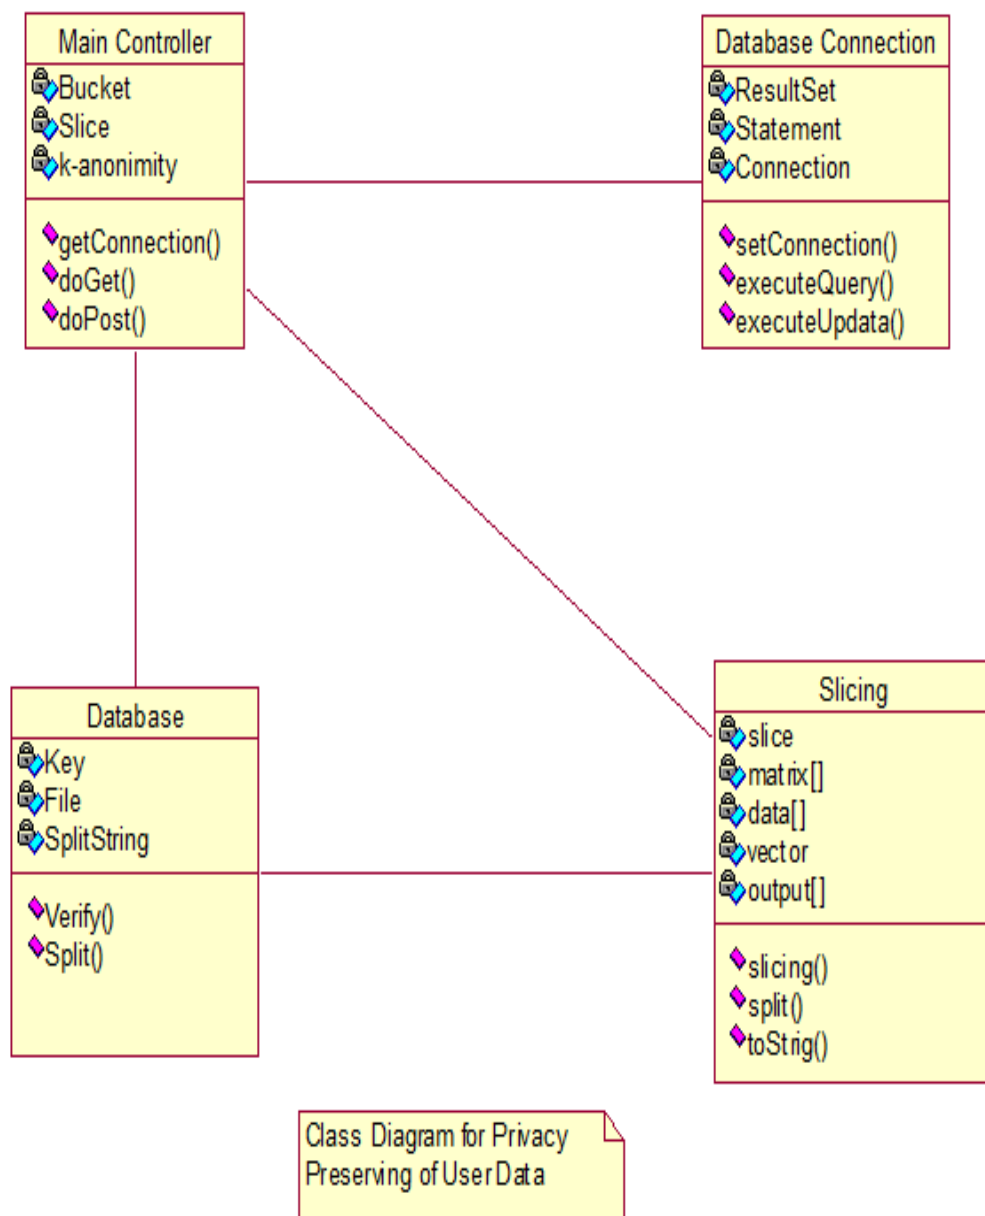 Main Controller
Bucket
Slice
k-anonimity
getConnection()
doGet()
doPost()
Database Connection
ResultSet
Statement
Connection
setConnection()
executeQuery()
executeUpdata()
Database
Key
File
SplitString
Verify()
Split()
Slicing
slice
matrix[]
data[]
vector
output[]
slicing()
split()
toStrig()
Class Diagram for Privacy
Preserving of User Data